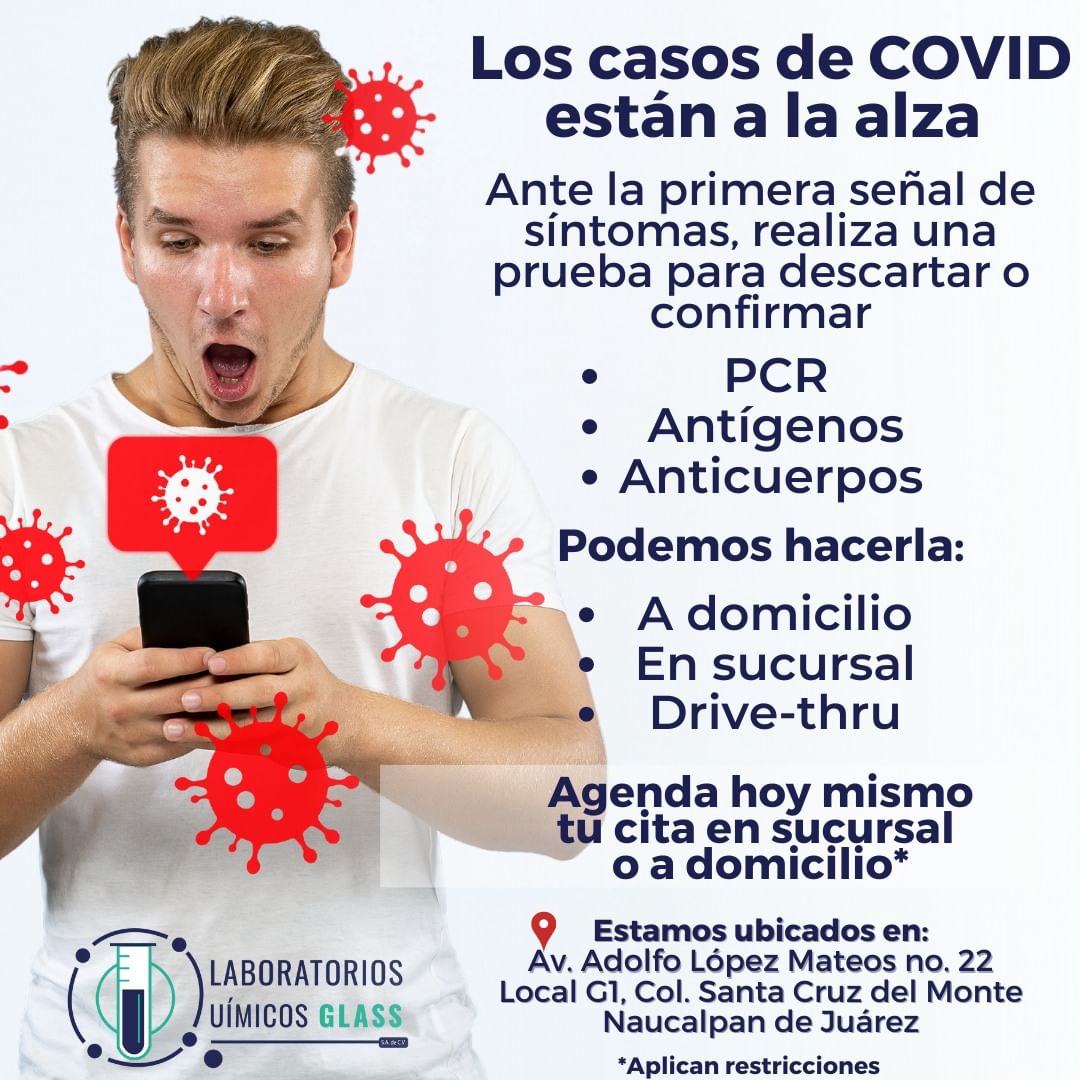 Los casos de COVID
están a la alza
Ante la primera señal de
síntomas, realiza una
prueba para descartar o
confirmar
• PCR
• Antígenos
• Anticuerpos
Podemos hacerla:
• A domicilio
• En sucursal
• Drive-thru
Agenda hoy mismo
tu cita en sucursal
o a domicilio*
Estamos ubicados en:
Av. Adolfo López Mateos no. 22
Local G1, Col. Santa Cruz del Monte
Naucalpan de Juárez
*Aplican restricciones
LABORATORIOS
QUÍMICOS GLASS
S.A. de C.V.